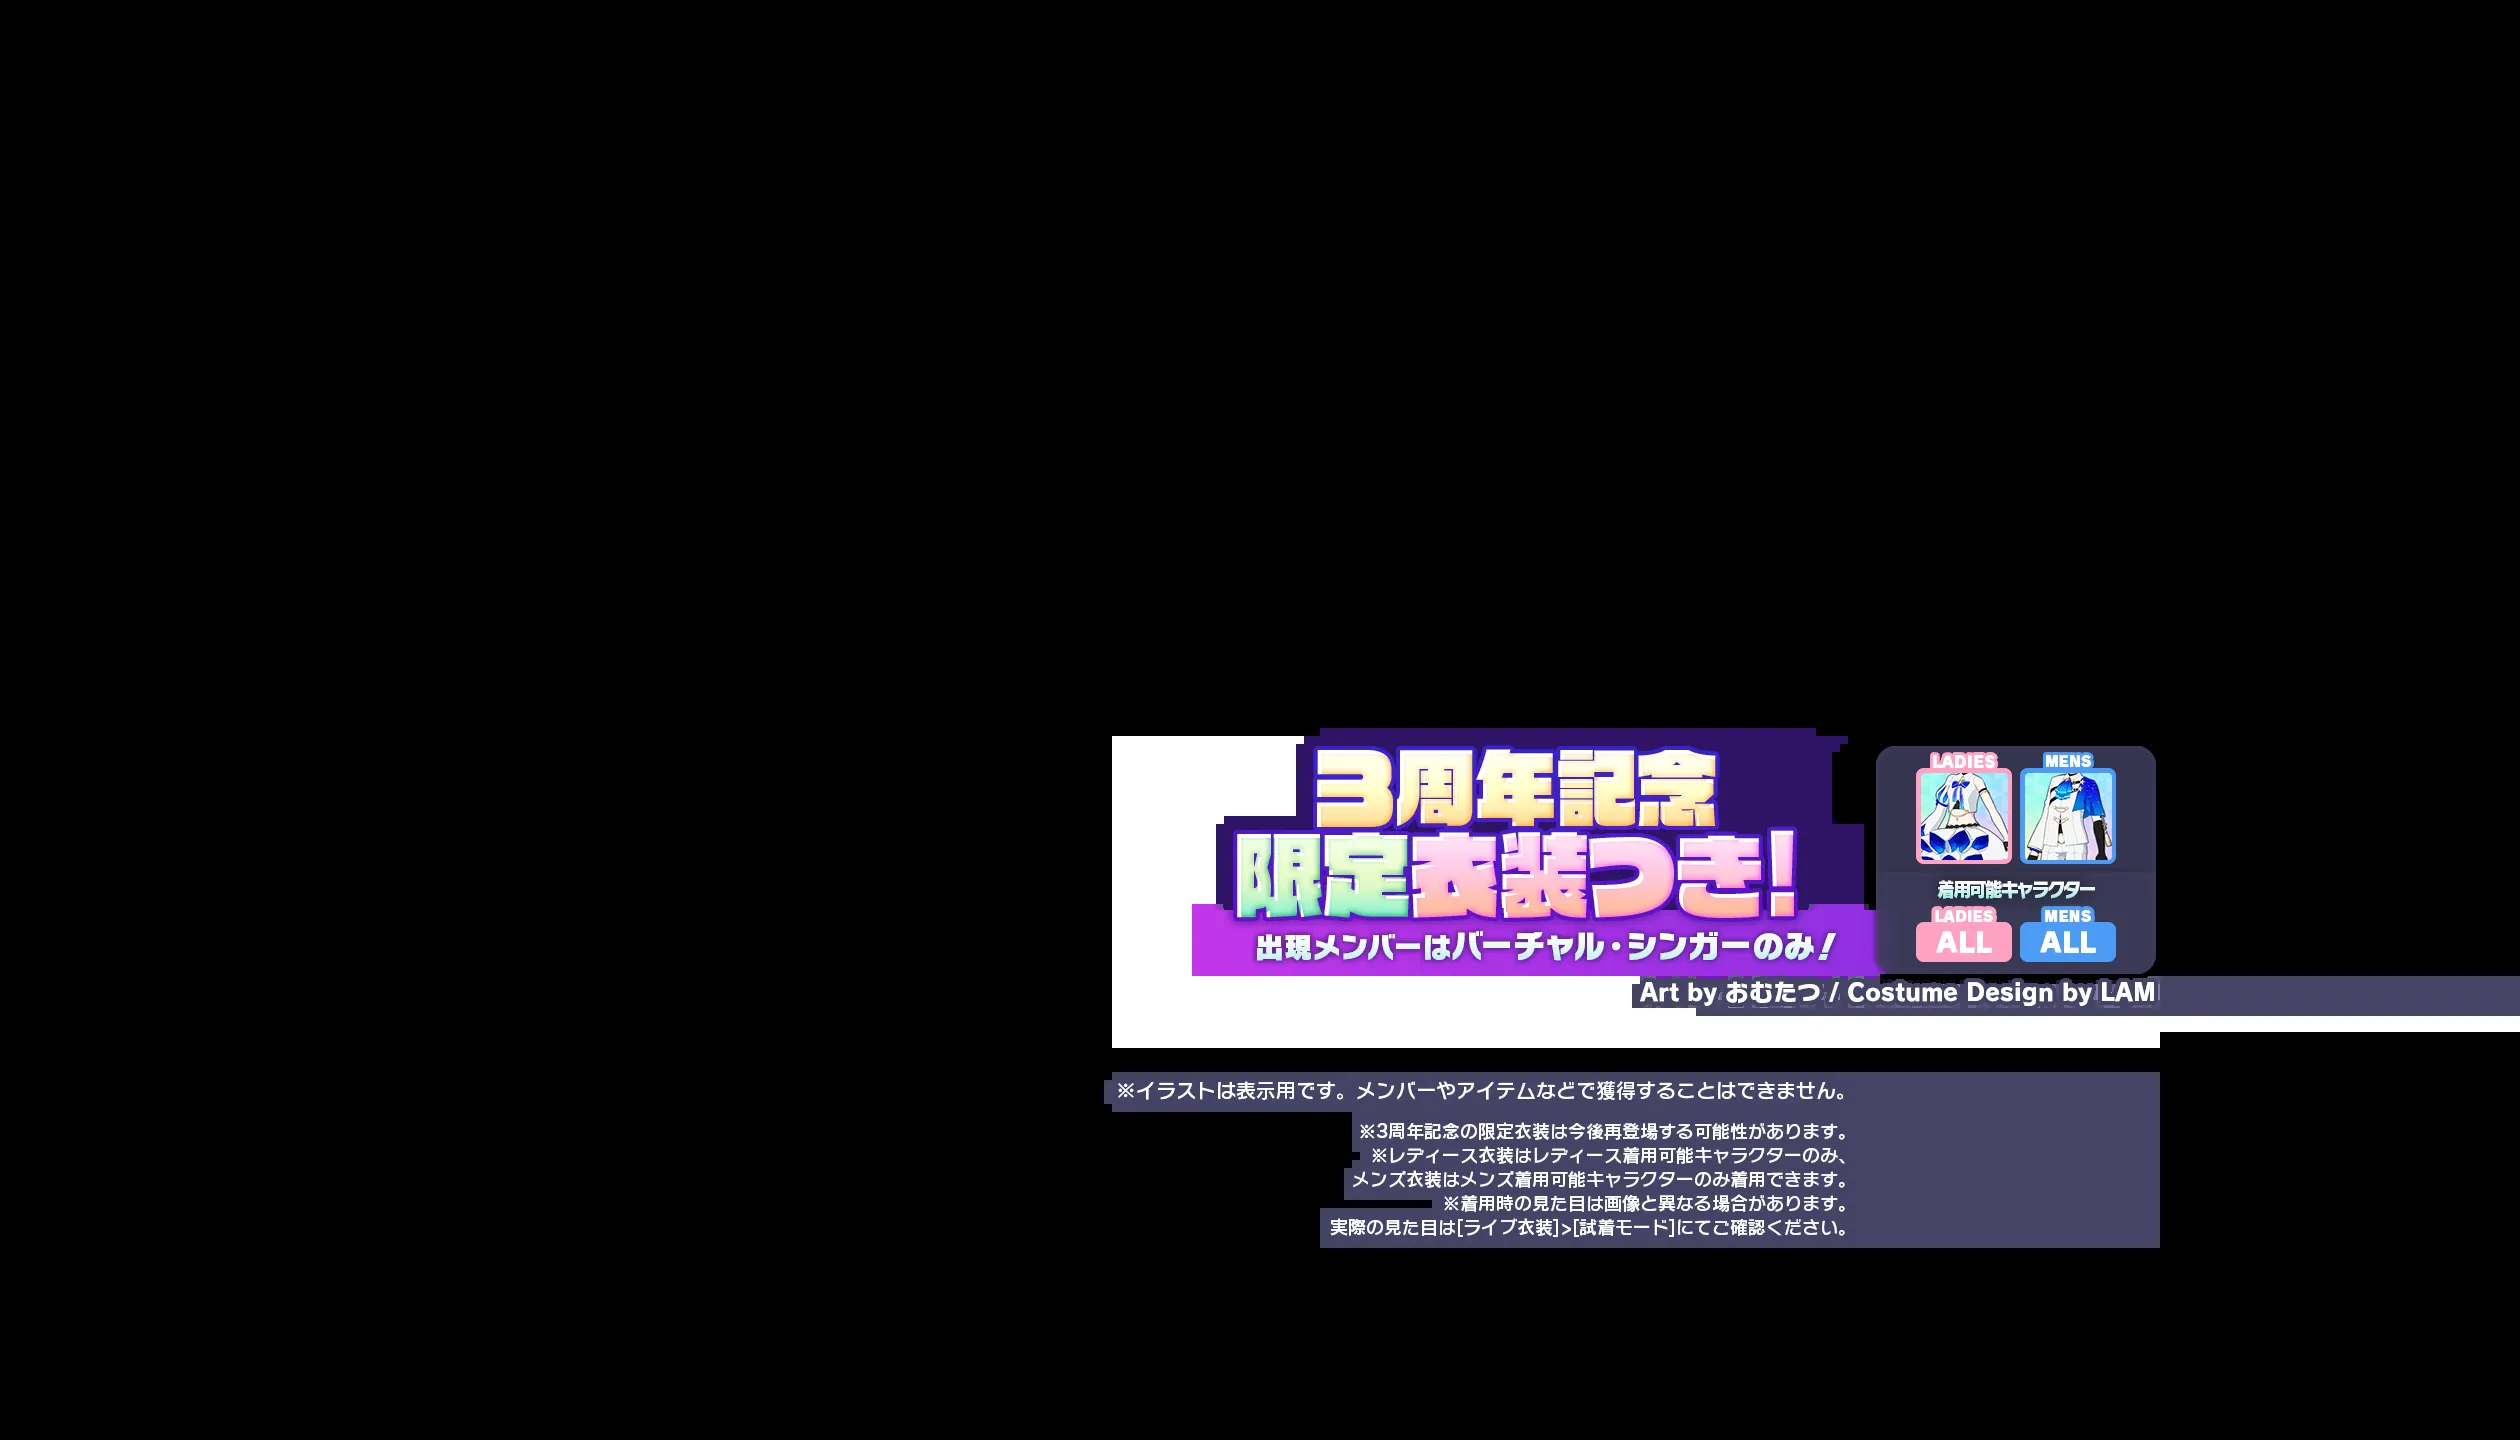 3周年記念
限定衣装つき!
出現メンバーはバーチャル・シンガーのみ!
LADIES MENS
着用可能キャラクター
LADIES MENS
ALL ALL
Art by おむたつ / Costume Design by LAM
※イラストは表示用です。メンバーやアイテムなどで獲得することはできません。
※3周年記念の限定衣装は今後再登場する可能性があります。
※レディース衣装はレディース着用可能キャラクターのみ、
メンズ衣装はメンズ着用可能キャラクターのみ着用できます。
※着用時の見た目は画像と異なる場合があります。
実際の見た目は[ライブ衣装]>[試着モード]にてご確認ください。